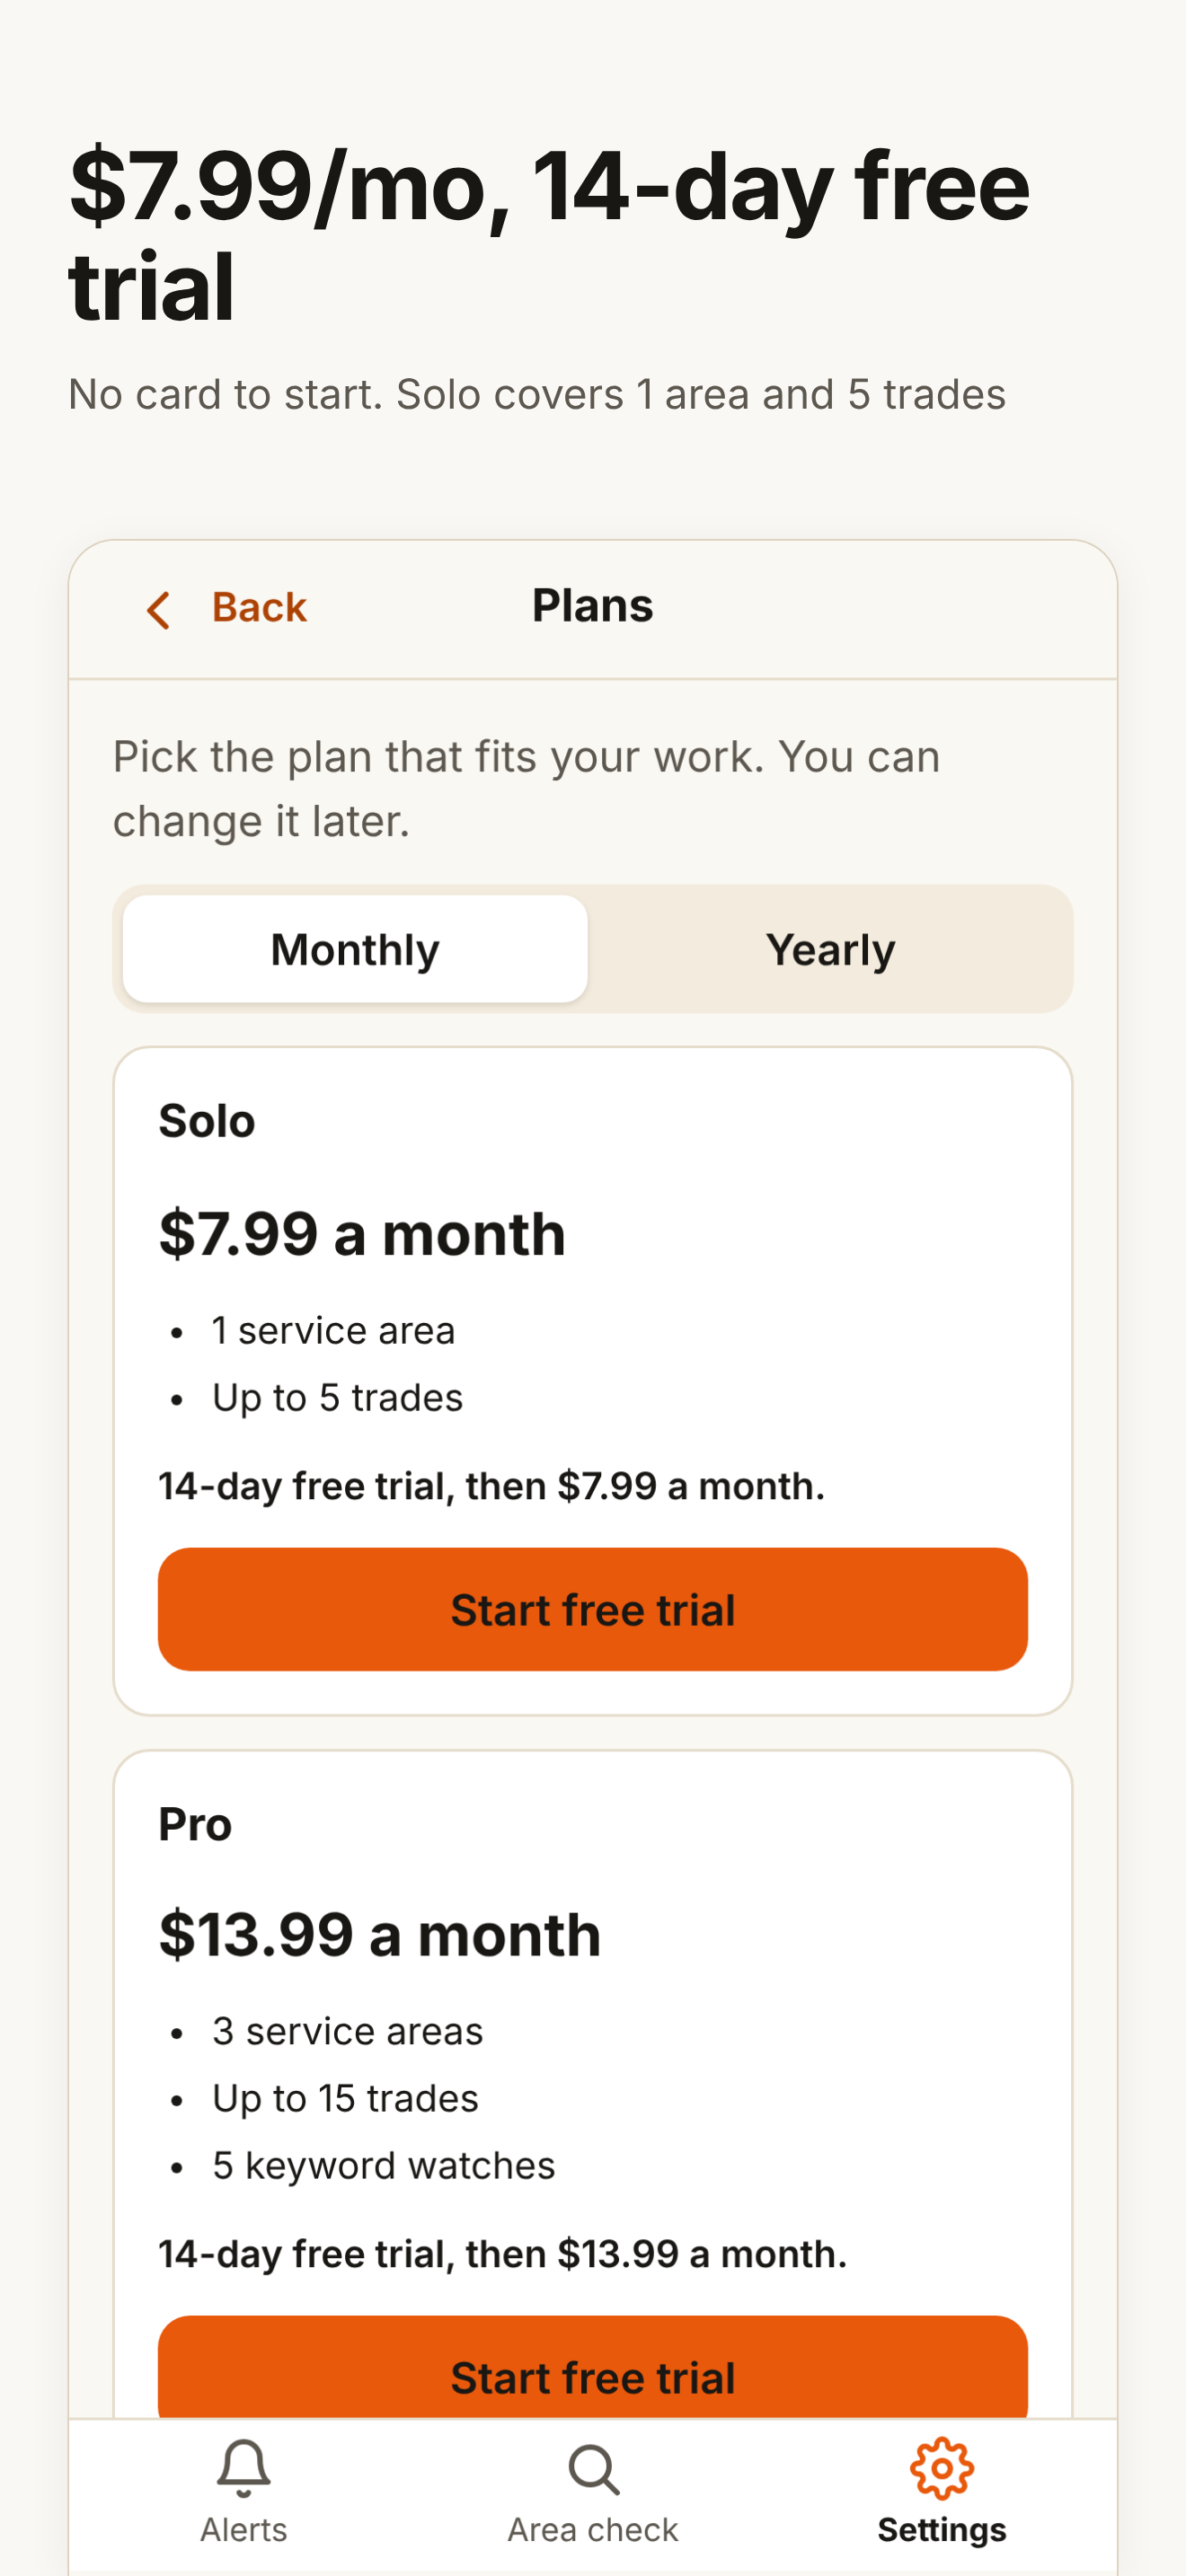 $7.99/mo, 14-day free
trial
No card to start. Solo covers 1 area and 5 trades
Back
Plans
Pick the plan that fits your work. You can
change it later.
Monthly
Yearly
Solo
$7.99 a month
• 1 service area
• Up to 5 trades
14-day free trial, then $7.99 a month.
Start free trial
Pro
$13.99 a month
• 3 service areas
• Up to 15 trades
• 5 keyword watches
14-day free trial, then $13.99 a month.
Start free trial
Alerts
Area check
Settings